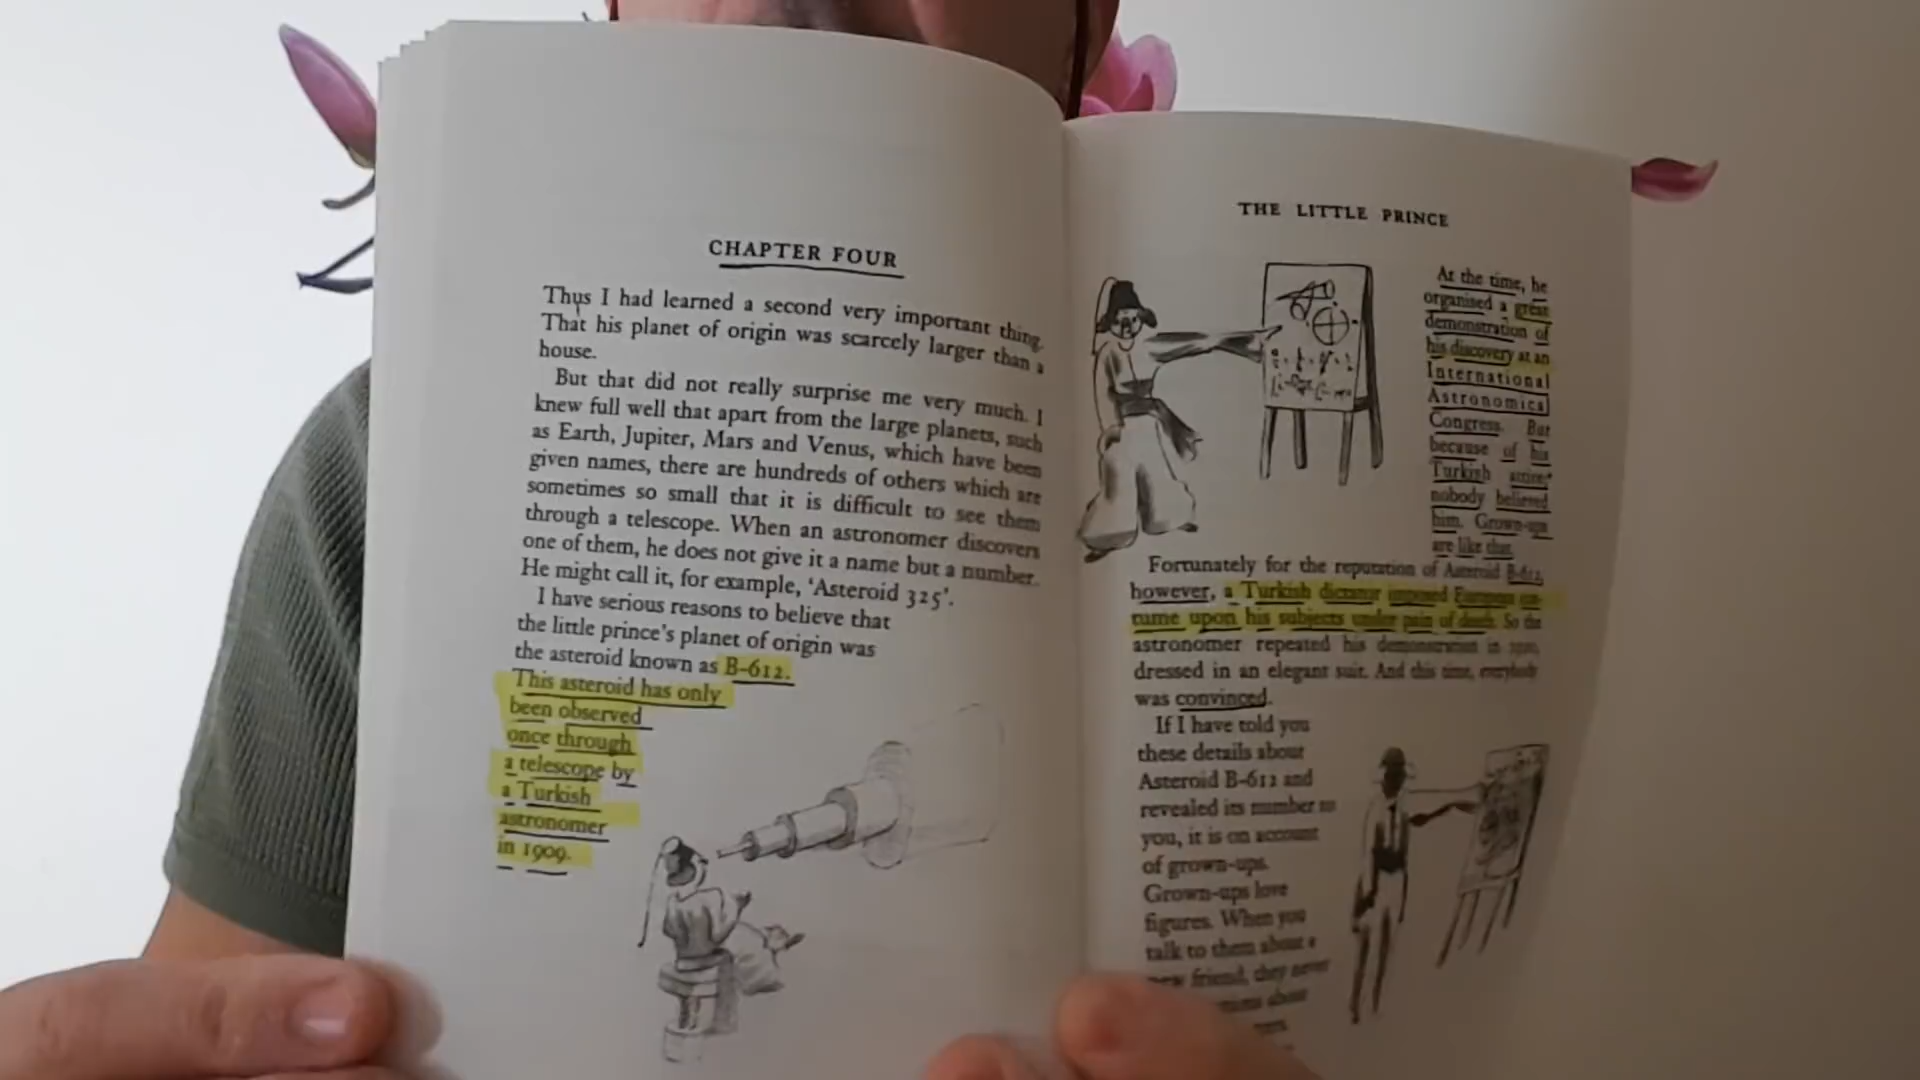 CHAPTER FOUR
Thus I had learned a second very important thing.
That his planet of origin was scarcely larger than a
house.
But that did not really surprise me very much. I
knew full well that apart from the large planets, such
as Earth, Jupiter, Mars and Venus, which have been
given names, there are hundreds of others which are
sometimes so small that it is difficult to see them
through a telescope. When an astronomer discovers
one of them, he does not give it a name but a number.
He might call it, for example, ‘Asteroid 325’.
I have serious reasons to believe that
the little prince’s planet of origin was
the asteroid known as B-612.
This asteroid has only
been observed
once through
a telescope by
a Turkish
astronomer
in 1909.
THE LITTLE PRINCE
At the time, he
organised a great
demonstration of
his discovery at an
International
Astronomical
Congress. But
because of his
Turkish attire
nobody believed
him. Grown-ups
are like that.
Fortunately for the reputation of Asteroid B-612,
however, a Turkish dictator imposed European cos-
tume upon his subjects under pain of death. So the
astronomer repeated his demonstration in 1920,
dressed in an elegant suit. And this time, everybody
was convinced.
If I have told you
these details about
Asteroid B-612 and
revealed its number to
you, it is on account
of grown-ups.
Grown-ups love
figures. When you
talk to them about a
new friend, they never
about